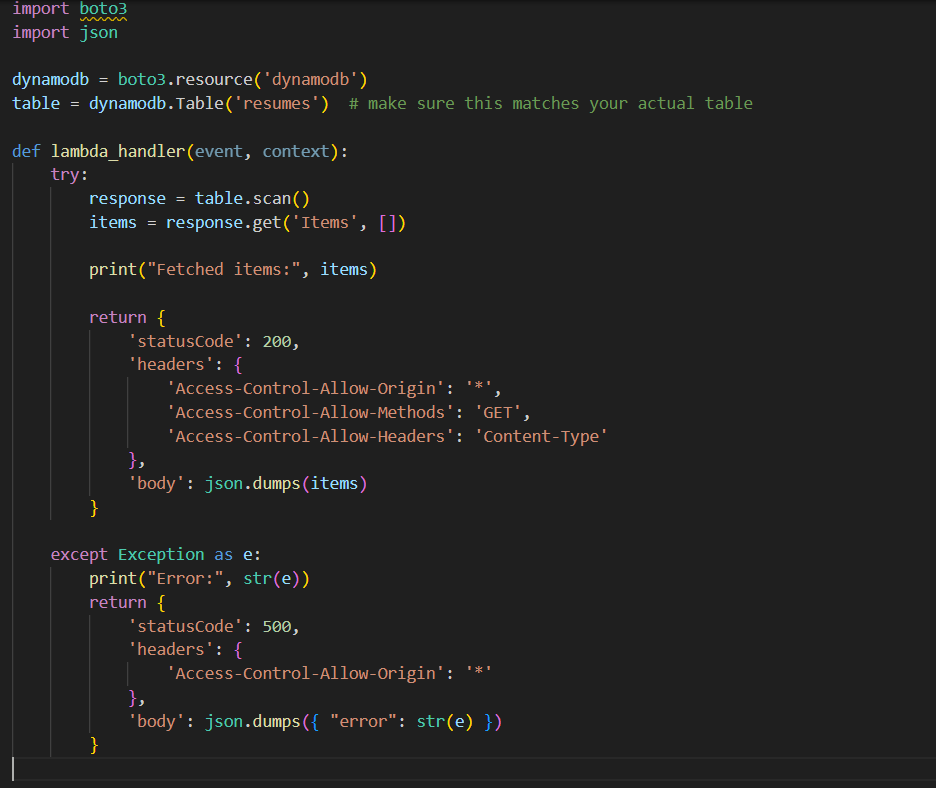 import boto3
import json
dynamodb = boto3.resource('dynamodb')
table = dynamodb.Table('resumes')  # make sure this matches your actual table
def lambda_handler(event, context):
    try:
        response = table.scan()
        items = response.get('Items', [])
        print("Fetched items:", items)
        return {
            'statusCode': 200,
            'headers': {
                'Access-Control-Allow-Origin': '*',
                'Access-Control-Allow-Methods': 'GET',
                'Access-Control-Allow-Headers': 'Content-Type'
            },
            'body': json.dumps(items)
        }
    except Exception as e:
        print("Error:", str(e))
        return {
            'statusCode': 500,
            'headers': {
                'Access-Control-Allow-Origin': '*'
            },
            'body': json.dumps({ "error": str(e) })
        }